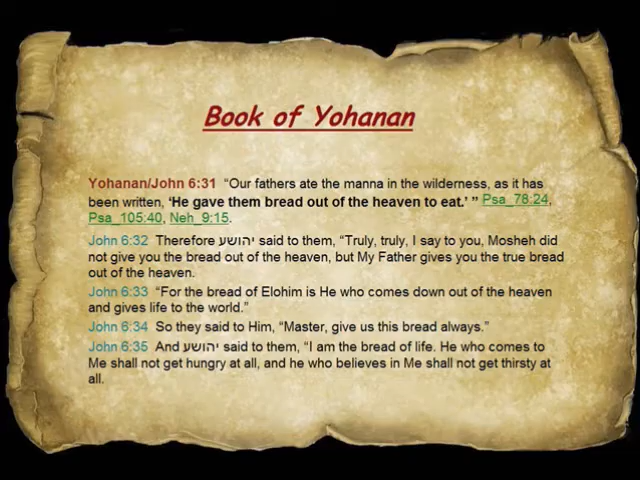 Book of Yohanan
Yohanan/John 6:31 “Our fathers ate the manna in the wilderness, as it has
been written, ‘He gave them bread out of the heaven to eat.’ ” Psa_78:24,
Psa_105:40, Neh_9:15.
John 6:32 Therefore יהושע said to them, “Truly, truly, I say to you, Mosheh did
not give you the bread out of the heaven, but My Father gives you the true bread
out of the heaven.
John 6:33 “For the bread of Elohim is He who comes down out of the heaven
and gives life to the world.”
John 6:34 So they said to Him, “Master, give us this bread always.”
John 6:35 And יהושע said to them, “I am the bread of life. He who comes to
Me shall not get hungry at all, and he who believes in Me shall not get thirsty at
all.